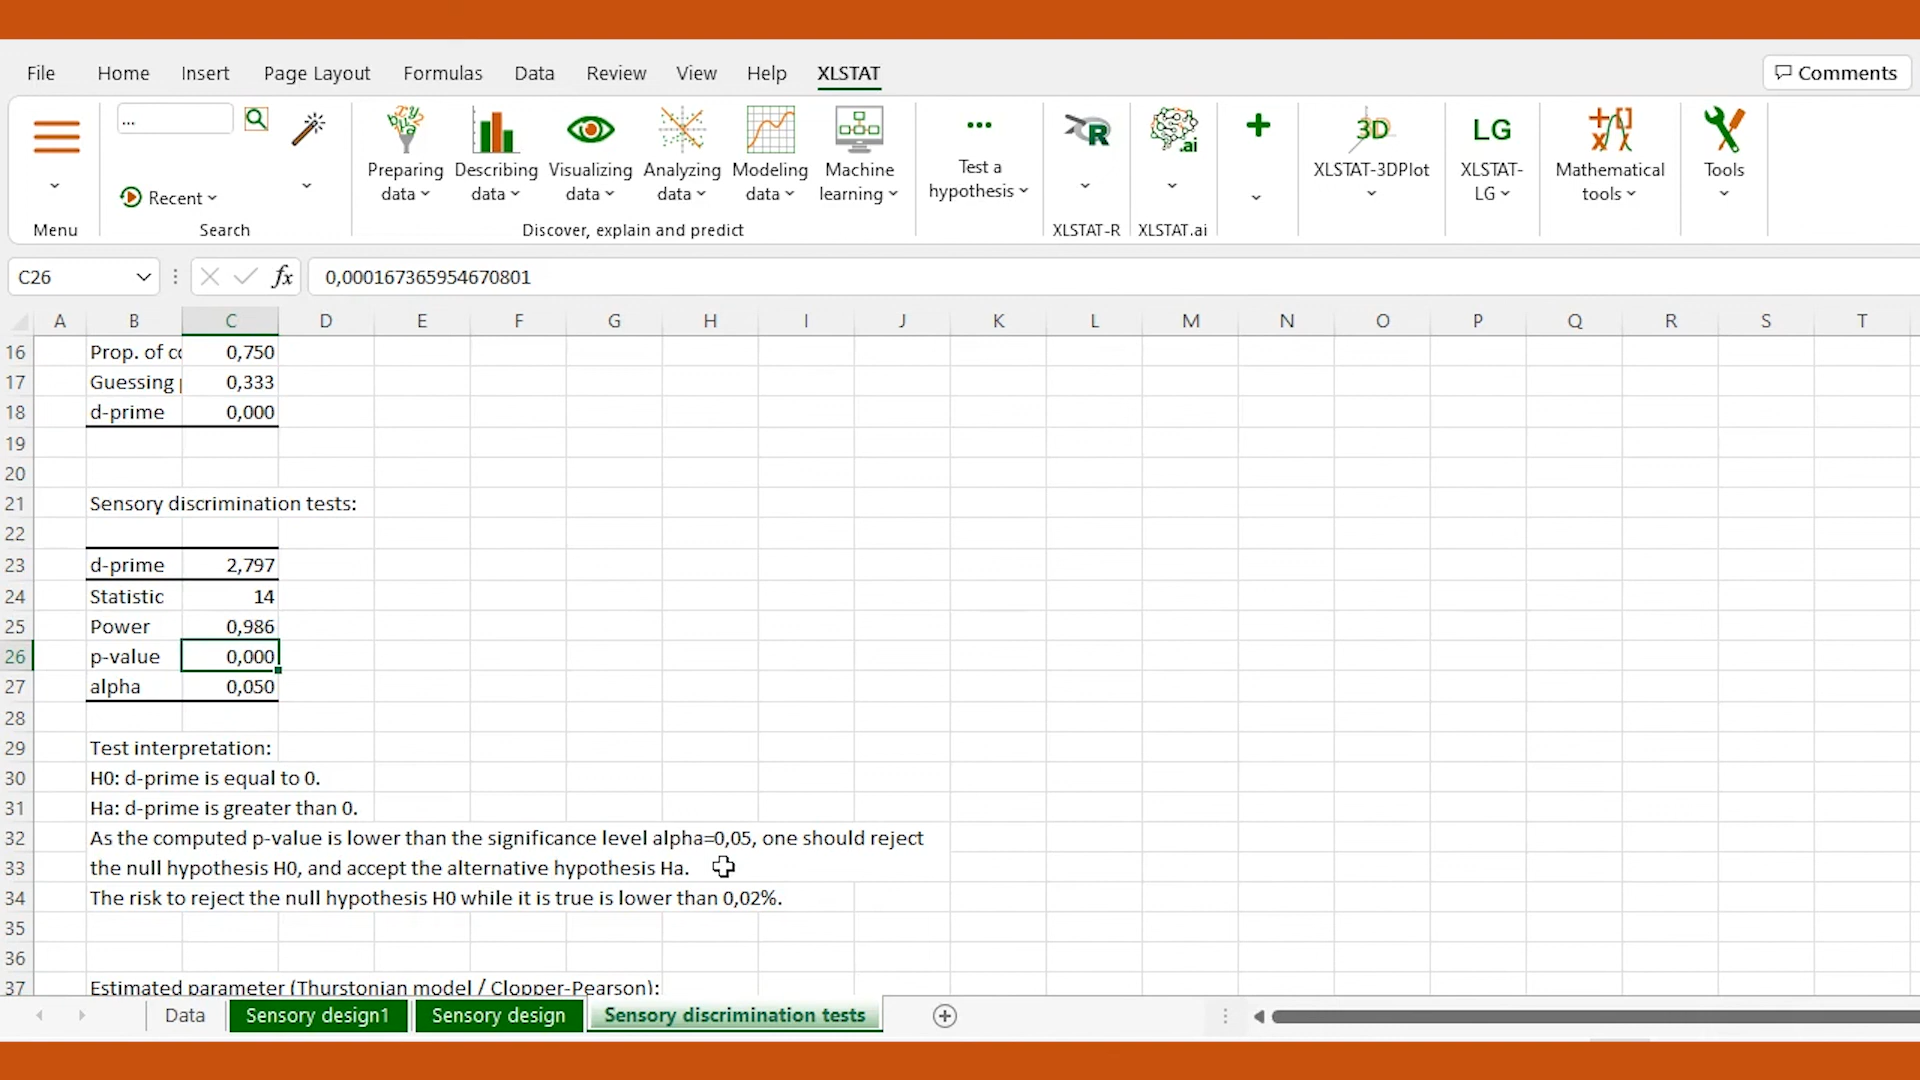 File Home Insert Page Layout Formulas Data Review View Help XLSTAT Comments
...
Recent
Preparing data
Describing data
Visualizing data
Analyzing data
Modeling data
Machine learning
Test a hypothesis
R
.ai
3D
XLSTAT-3DPlot
LG
XLSTAT-LG
Mathematical tools
Tools
Menu Search Discover, explain and predict XLSTAT-R XLSTAT.ai
C26 fx 0,000167365954670801
A B C D E F G H I J K L M N O P Q R S T
16 Prop. of co 0,750
17 Guessing p 0,333
18 d-prime 0,000
19
20
21 Sensory discrimination tests:
22
23 d-prime 2,797
24 Statistic 14
25 Power 0,986
26 p-value 0,000
27 alpha 0,050
28
29 Test interpretation:
30 H0: d-prime is equal to 0.
31 Ha: d-prime is greater than 0.
32 As the computed p-value is lower than the significance level alpha=0,05, one should reject
33 the null hypothesis H0, and accept the alternative hypothesis Ha.
34 The risk to reject the null hypothesis H0 while it is true is lower than 0,02%.
35
36
37 Estimated parameter (Thurstonian model / Clopper-Pearson):
Data Sensory design1 Sensory design Sensory discrimination tests